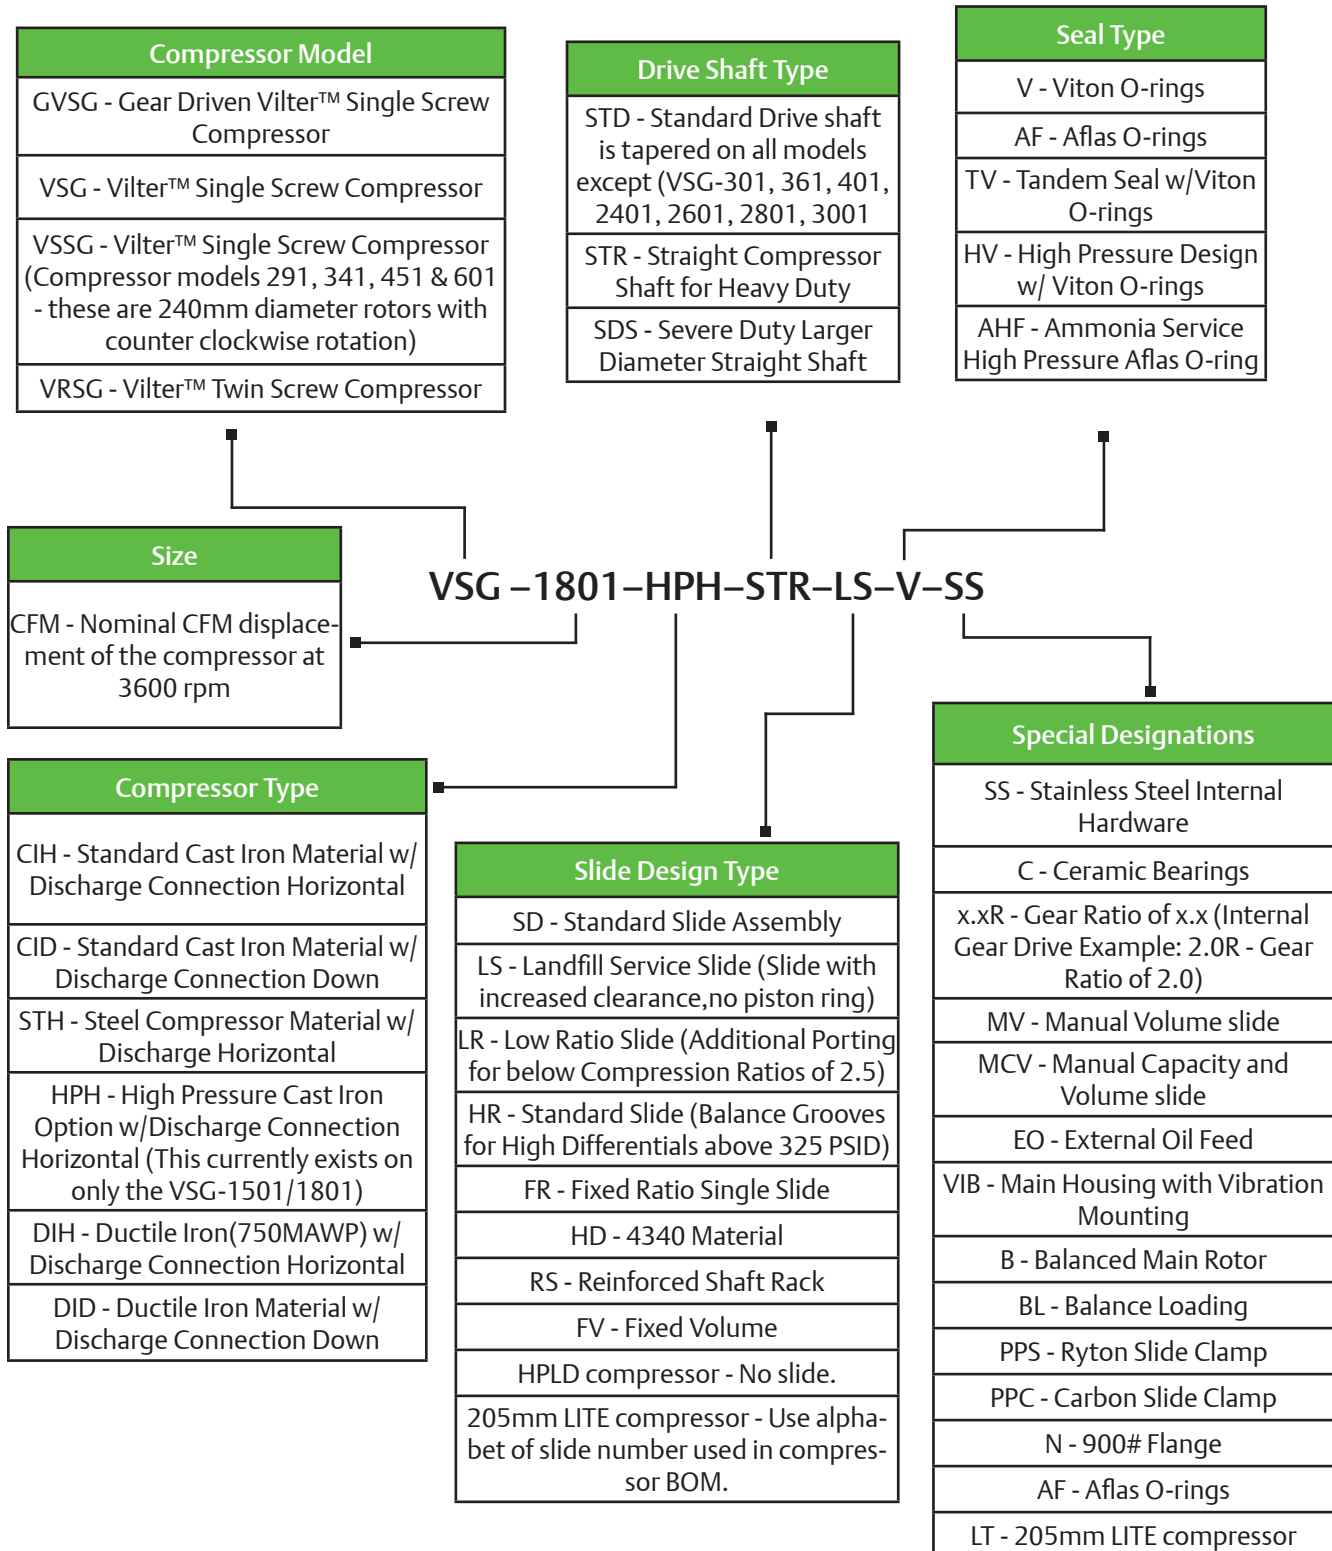 Compressor Model
GVSG - Gear Driven Vilter™ Single Screw
Compressor
VSG - Vilter™ Single Screw Compressor
VSSG - Vilter™ Single Screw Compressor
(Compressor models 291, 341, 451 & 601
- these are 240mm diameter rotors with
counter clockwise rotation)
VRSG - Vilter™ Twin Screw Compressor
Drive Shaft Type
STD - Standard Drive shaft
is tapered on all models
except (VSG-301, 361, 401,
2401, 2601, 2801, 3001
STR - Straight Compressor
Shaft for Heavy Duty
SDS - Severe Duty Larger
Diameter Straight Shaft
Seal Type
V - Viton O-rings
AF - Aflas O-rings
TV - Tandem Seal w/Viton
O-rings
HV - High Pressure Design
w/ Viton O-rings
AHF - Ammonia Service
High Pressure Aflas O-ring
VSG –1801–HPH–STR–LS–V–SS
Size
CFM - Nominal CFM displace-
ment of the compressor at
3600 rpm
Compressor Type
CIH - Standard Cast Iron Material w/
Discharge Connection Horizontal
CID - Standard Cast Iron Material w/
Discharge Connection Down
STH - Steel Compressor Material w/
Discharge Horizontal
HPH - High Pressure Cast Iron
Option w/Discharge Connection
Horizontal (This currently exists on
only the VSG-1501/1801)
DIH - Ductile Iron(750MAWP) w/
Discharge Connection Horizontal
DID - Ductile Iron Material w/
Discharge Connection Down
Slide Design Type
SD - Standard Slide Assembly
LS - Landfill Service Slide (Slide with
increased clearance,no piston ring)
LR - Low Ratio Slide (Additional Porting
for below Compression Ratios of 2.5)
HR - Standard Slide (Balance Grooves
for High Differentials above 325 PSID)
FR - Fixed Ratio Single Slide
HD - 4340 Material
RS - Reinforced Shaft Rack
FV - Fixed Volume
HPLD compressor - No slide.
205mm LITE compressor - Use alpha-
bet of slide number used in compres-
sor BOM.
Special Designations
SS - Stainless Steel Internal
Hardware
C - Ceramic Bearings
x.xR - Gear Ratio of x.x (Internal
Gear Drive Example: 2.0R - Gear
Ratio of 2.0)
MV - Manual Volume slide
MCV - Manual Capacity and
Volume slide
EO - External Oil Feed
VIB - Main Housing with Vibration
Mounting
B - Balanced Main Rotor
BL - Balance Loading
PPS - Ryton Slide Clamp
PPC - Carbon Slide Clamp
N - 900# Flange
AF - Aflas O-rings
LT - 205mm LITE compressor